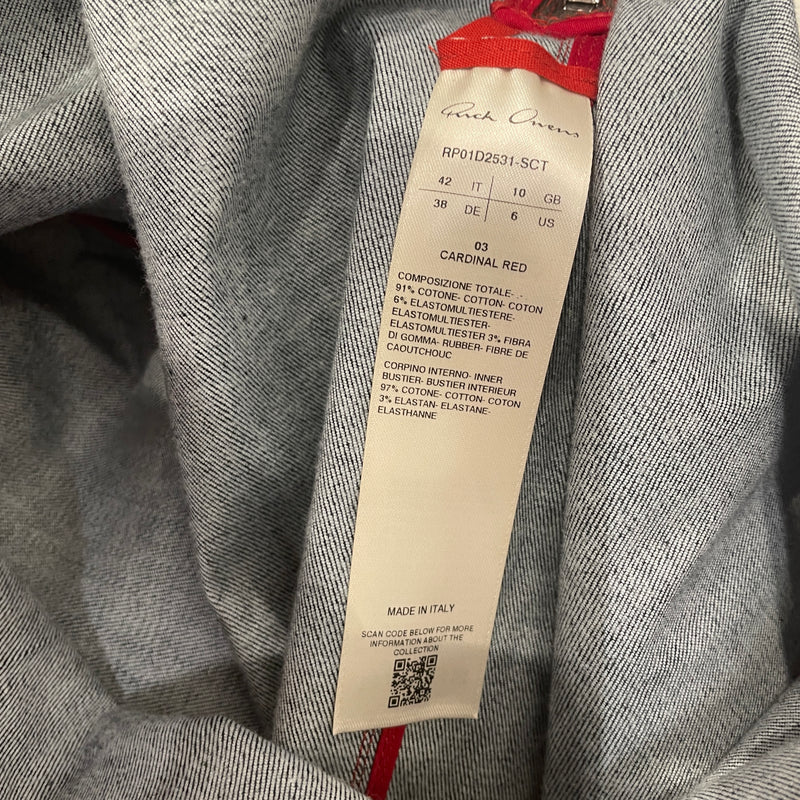 Rick Owens
RP01D2531-SCT
42 IT 10 GB
38 DE 6 US
03
CARDINAL RED
COMPOSIZIONE TOTALE- .-
91% COTONE- COTTON- COTON
6% ELASTOMULTIESTERE-
ELASTOMULTIESTER-
ELASTOMULTIESTER 3% FIBRA
DI GOMMA- RUBBER- FIBRE DE
CAOUTCHOUC
CORPINO INTERNO- INNER
BUSTIER- BUSTIER INTERIEUR
97% COTONE- COTTON- COTON
3% ELASTAN- ELASTANE-
ELASTHANNE
MADE IN ITALY
SCAN CODE BELOW FOR MORE
INFORMATION ABOUT THE
COLLECTION